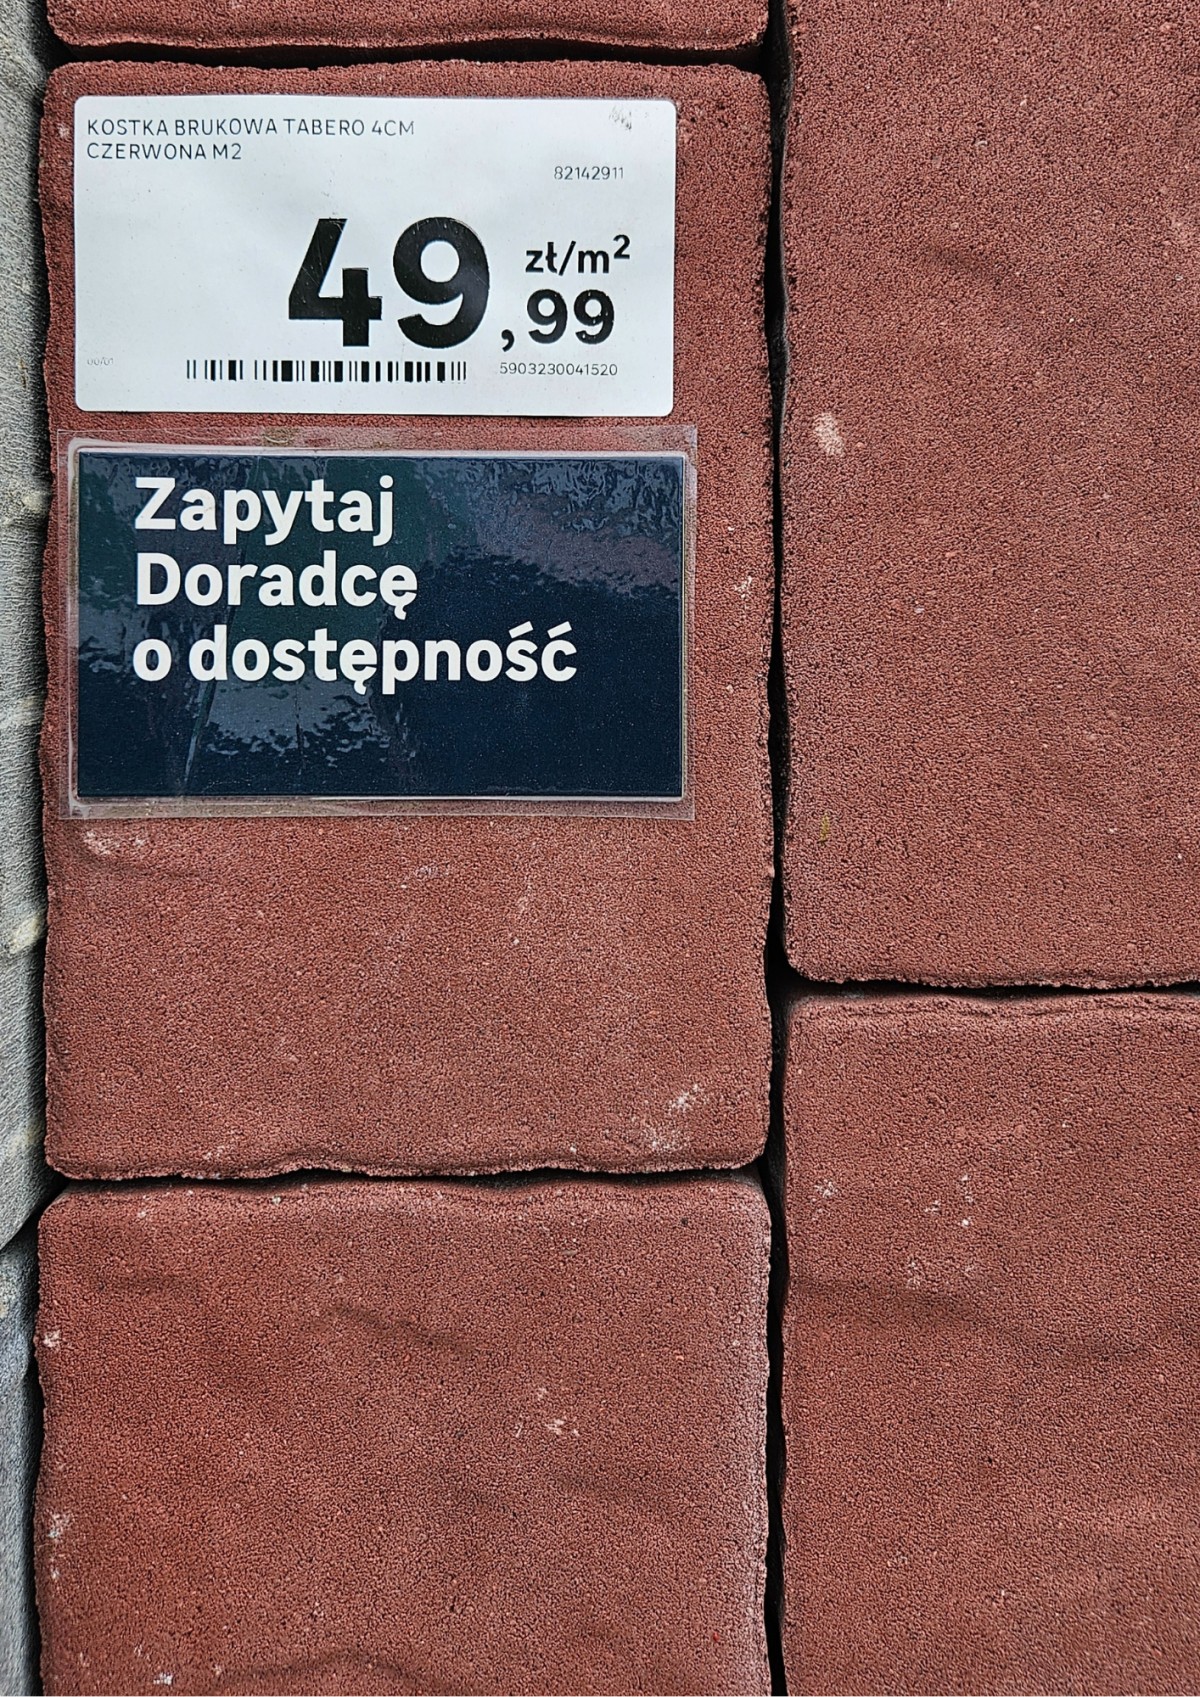 KOSTKA BRUKOWA TABERO 4CM
CZERWONA M2
82142911
49,99 zł/m²
5903230041520
Zapytaj
Doradcę
o dostępność